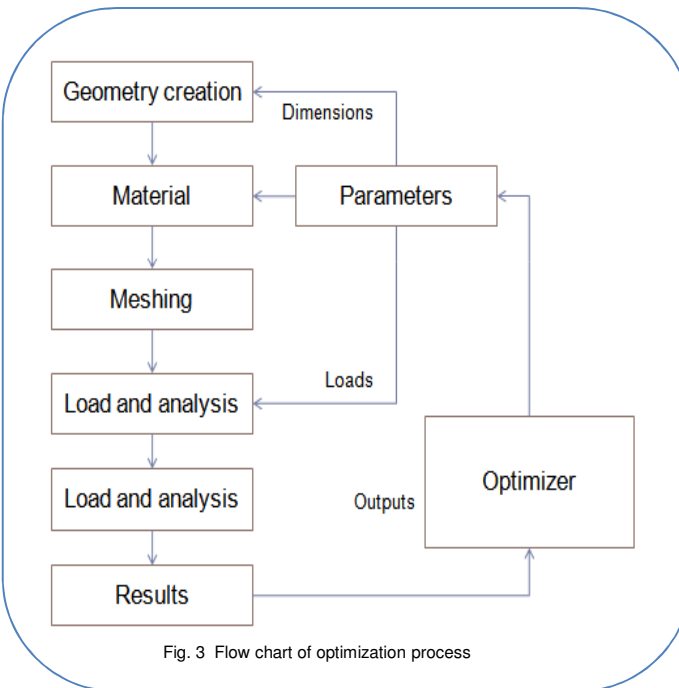 Geometry creation
Dimensions
Material
Parameters
Meshing
Loads
Load and analysis
Load and analysis
Outputs
Optimizer
Results
Fig. 3  Flow chart of optimization process